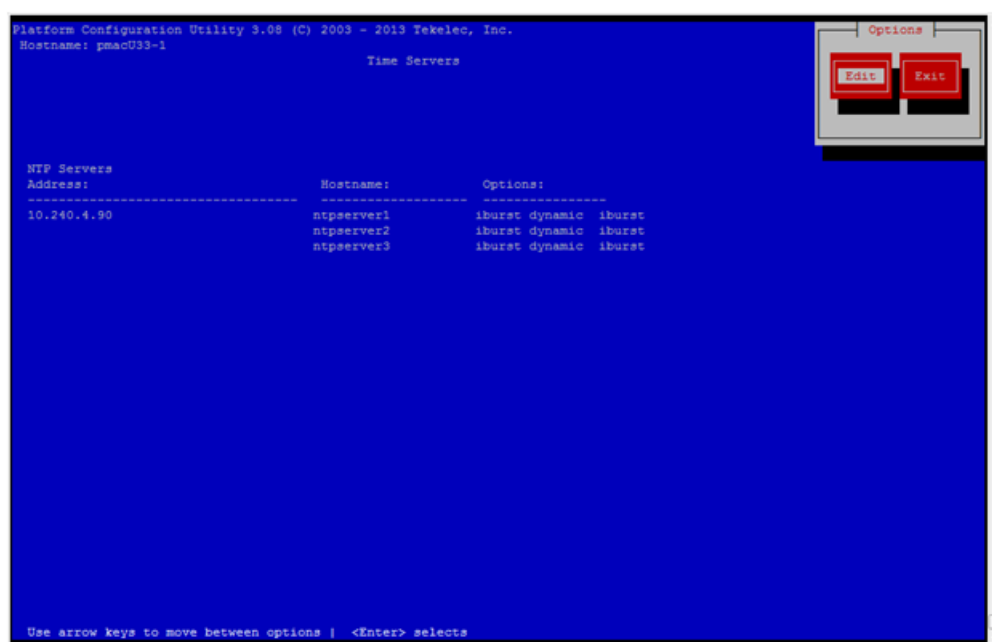 Platform Configuration Utility 3.08 (C) 2003 - 2013 Tekelec, Inc.
Hostname: pmacU33-1
Time Servers
Options
Edit Exit
NTP Servers
Address: Hostname: Options:
----------------------------------- ------------------- ----------------
10.240.4.90 ntpserver1 iburst dynamic iburst
ntpserver2 iburst dynamic iburst
ntpserver3 iburst dynamic iburst
Use arrow keys to move between options | <Enter> selects